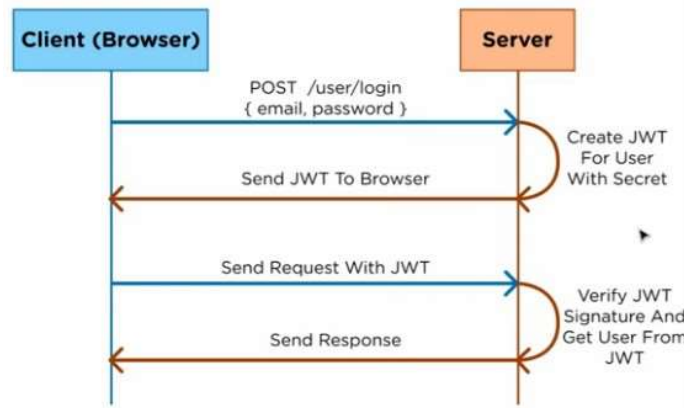 Client (Browser)
Server
POST /user/login
{ email, password }
Create JWT
For User
With Secret
Send JWT To Browser
Send Request With JWT
Verify JWT
Signature And
Get User From
JWT
Send Response